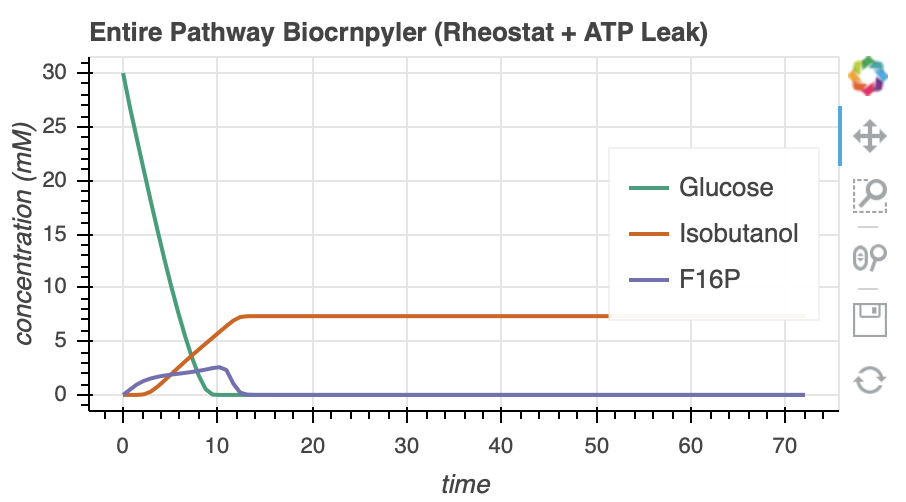 Entire Pathway Biocrnpyler (Rheostat + ATP Leak)
30
25
20
15
10
5
0
concentration (mM)
Glucose
Isobutanol
F16P
0 10 20 30 40 50 60 70
time